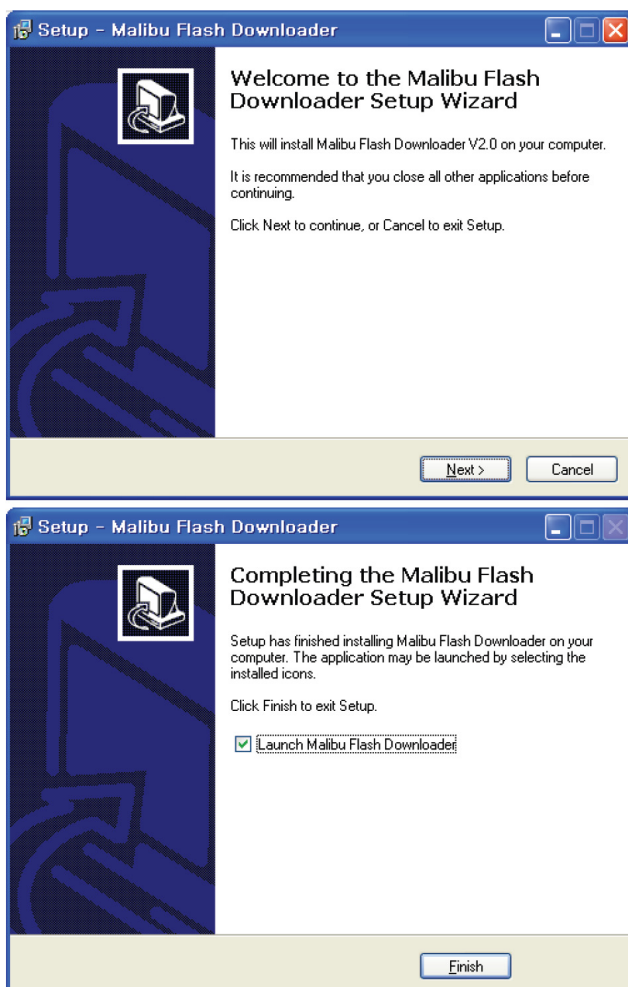 Setup - Malibu Flash Downloader
Welcome to the Malibu Flash
Downloader Setup Wizard
This will install Malibu Flash Downloader V2.0 on your computer.
It is recommended that you close all other applications before
continuing.
Click Next to continue, or Cancel to exit Setup.
Next >
Cancel
Setup - Malibu Flash Downloader
Completing the Malibu Flash
Downloader Setup Wizard
Setup has finished installing Malibu Flash Downloader on your
computer. The application may be launched by selecting the
installed icons.
Click Finish to exit Setup.
Launch Malibu Flash Downloader
Finish